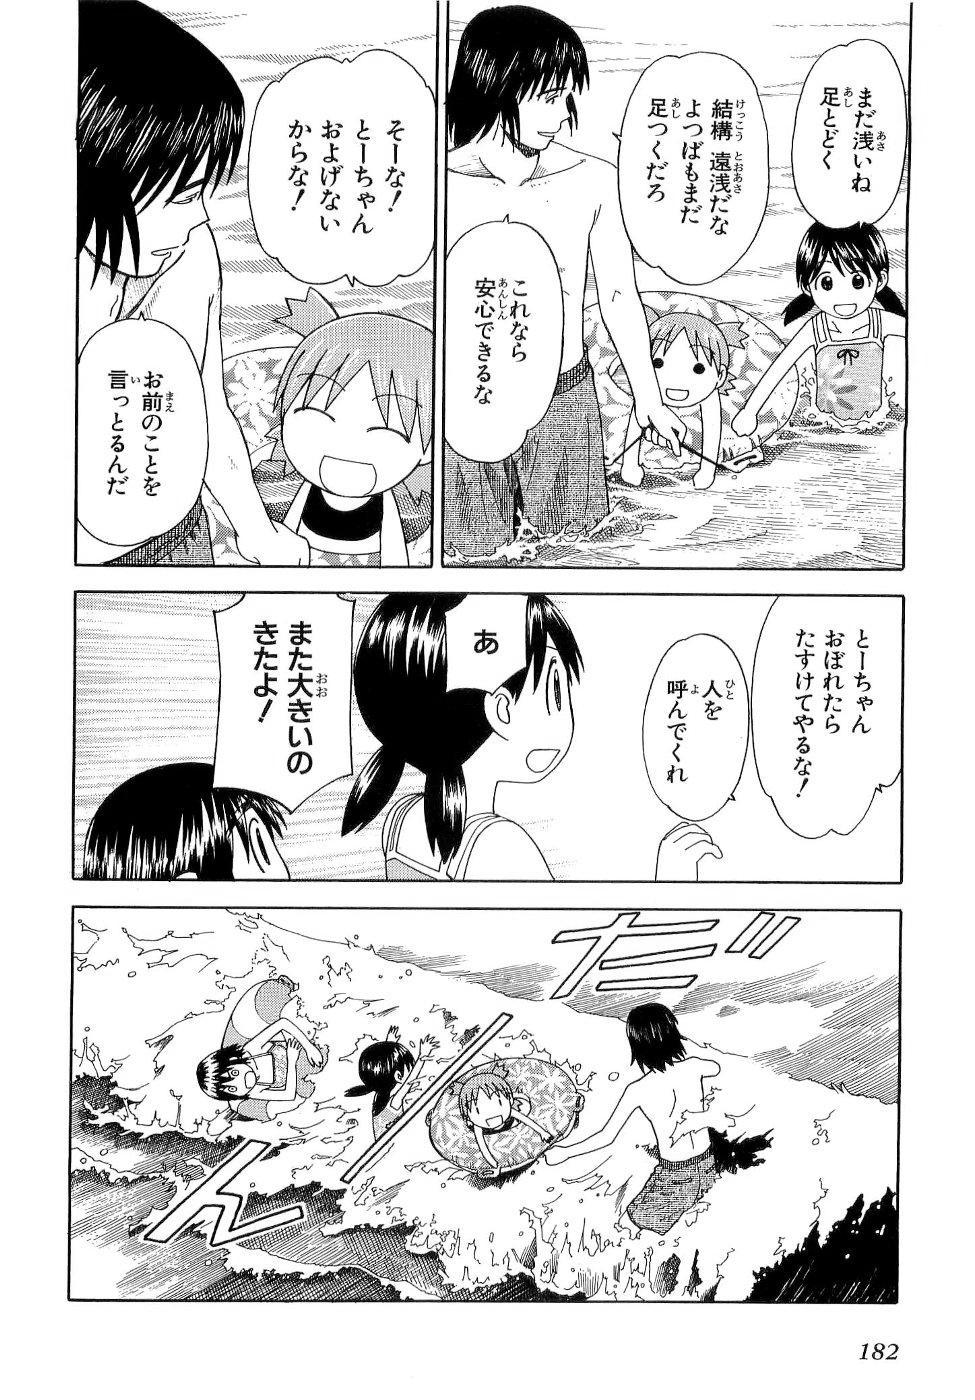 まだ浅いね
足とどく
結構 遠浅だな
よつばもまだ
足つくだろ
これなら
安心できるな
そーな!
とーちゃん
およげない
からな!
お前のことを
言っとるんだ
とーちゃん
おぼれたら
たすけてやるな!
人を
呼んでくれ
あ
また大きいの
きたよ!
だッ
ぱーん
182